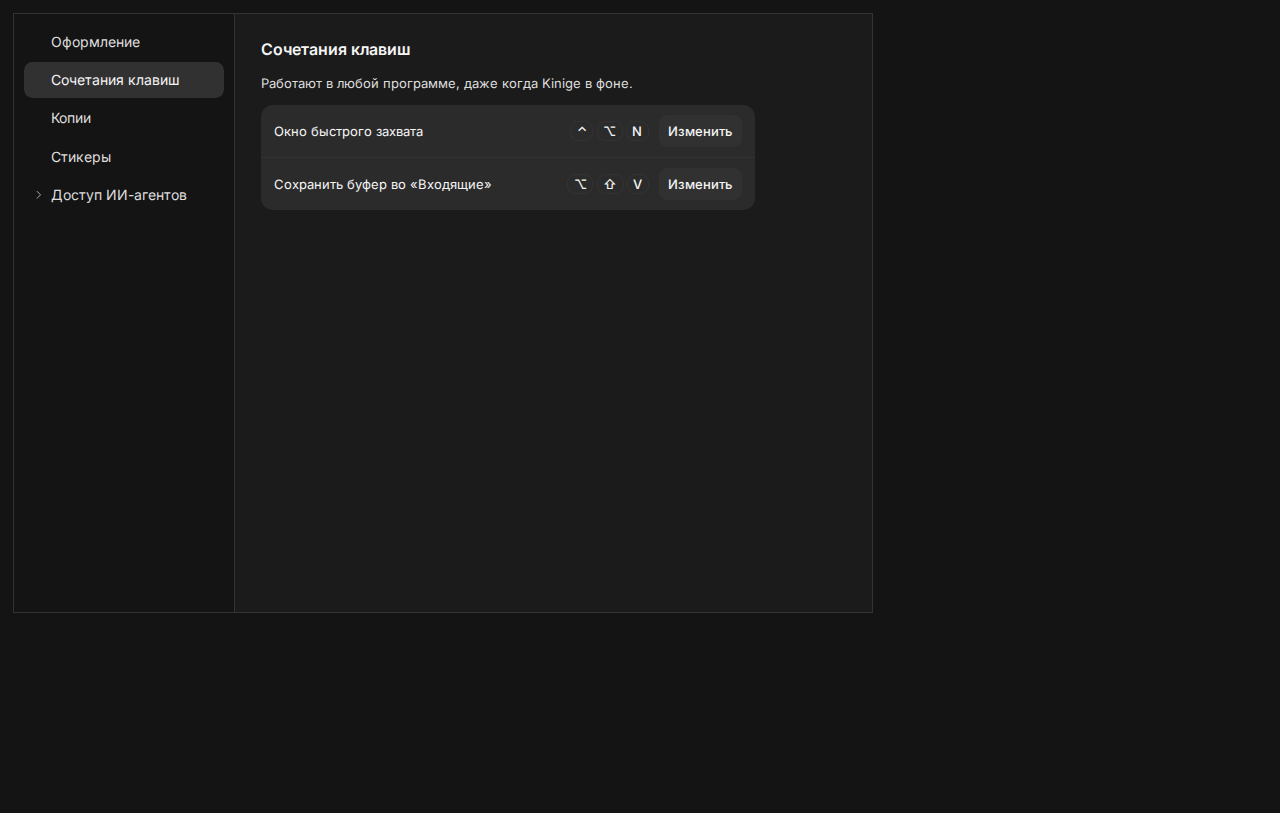 Оформление
Сочетания клавиш
Копии
Стикеры
Доступ ИИ-агентов
Сочетания клавиш
Работают в любой программе, даже когда Kinige в фоне.
Окно быстрого захвата ⌃ ⌥ N Изменить
Сохранить буфер во «Входящие» ⌥ ⇧ V Изменить